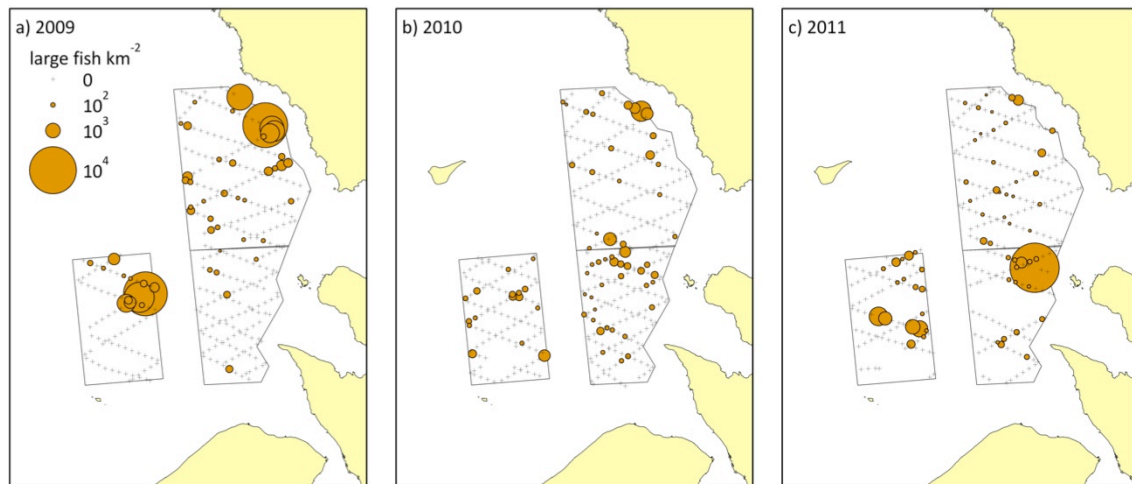 a) 2009
large fish km⁻²
0
10²
10³
10⁴
b) 2010
c) 2011